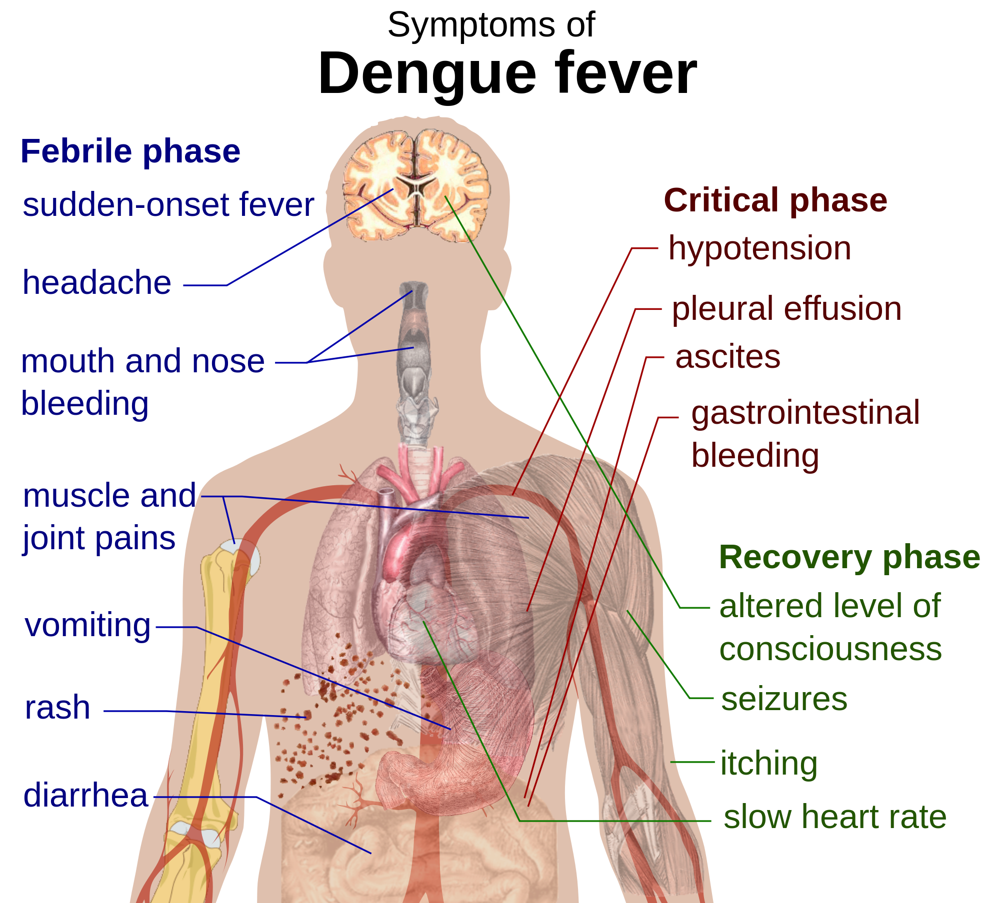 Symptoms of
Dengue fever
Febrile phase
sudden-onset fever
headache
mouth and nose
bleeding
muscle and
joint pains
vomiting
rash
diarrhea
Critical phase
hypotension
pleural effusion
ascites
gastrointestinal
bleeding
Recovery phase
altered level of
consciousness
seizures
itching
slow heart rate